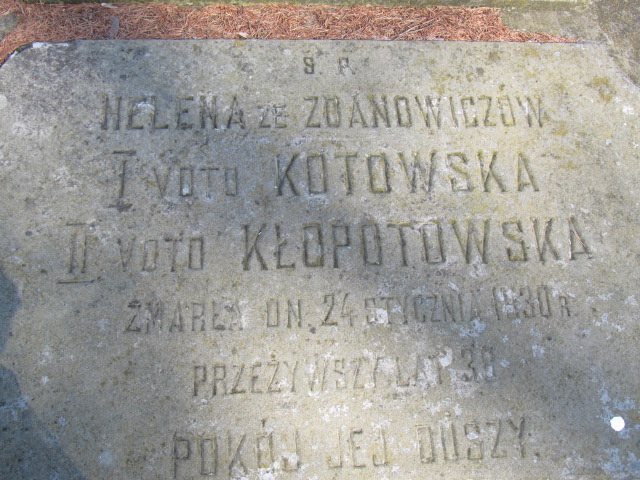 Ś. P.
HELENA ZE ZDANOWICZÓW
I VOTO KOTOWSKA
II VOTO KŁOPOTOWSKA
ZMARŁA DN. 24 STYCZNIA 1930 R.
PRZEŻYWSZY LAT
POKÓJ JEJ DUSZY.